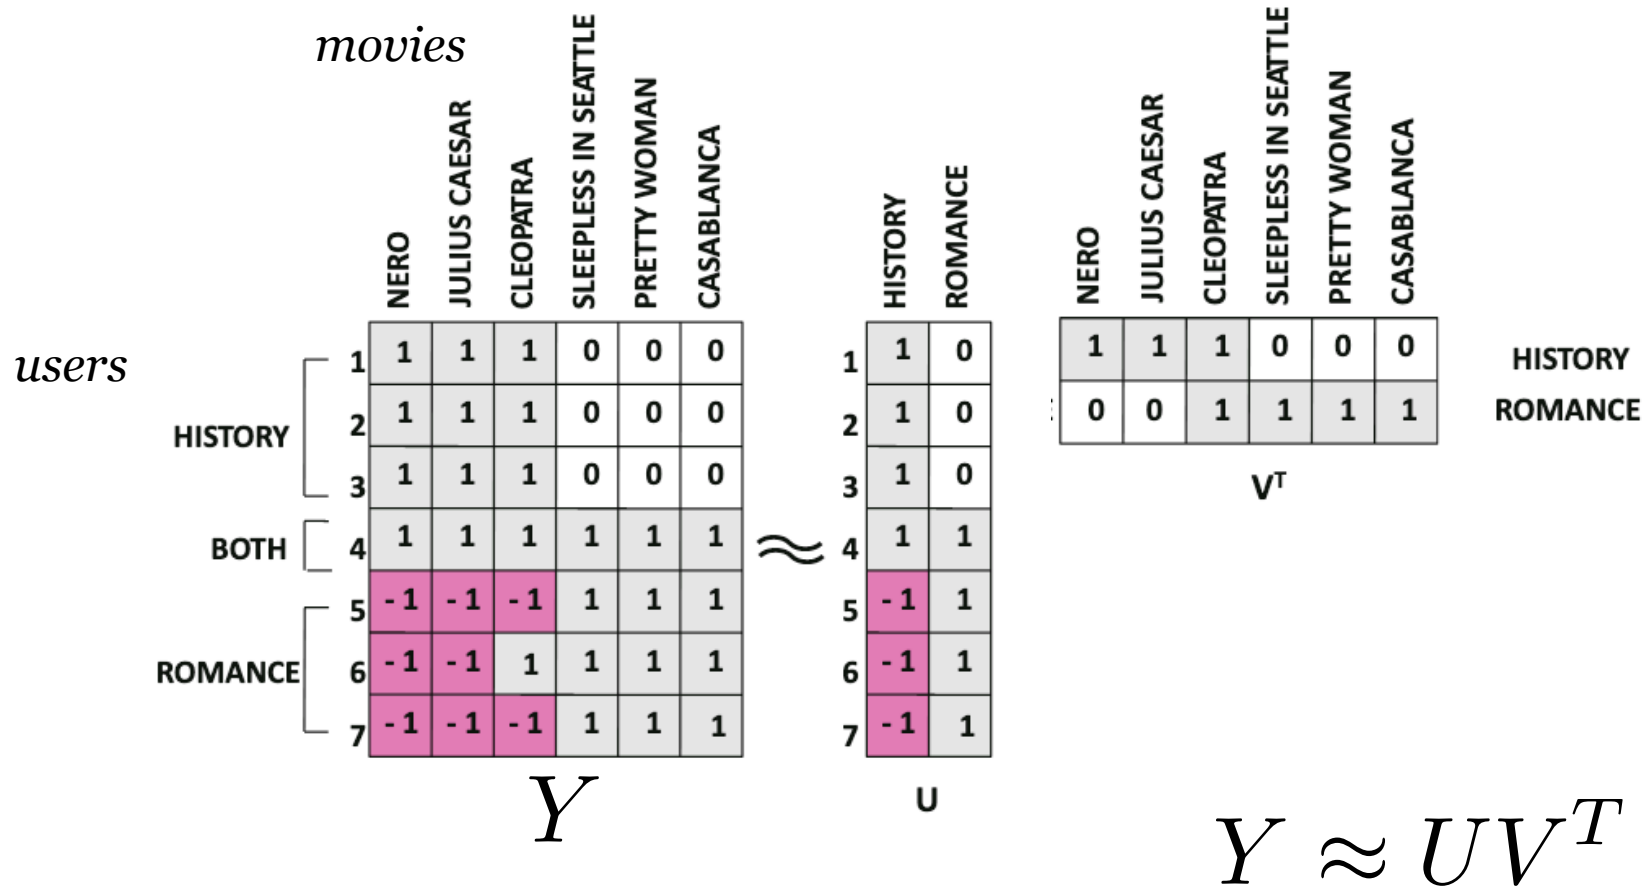 movies
NERO JULIUS CAESAR CLEOPATRA SLEEPLESS IN SEATTLE PRETTY WOMAN CASABLANCA
HISTORY ROMANCE
NERO JULIUS CAESAR CLEOPATRA SLEEPLESS IN SEATTLE PRETTY WOMAN CASABLANCA
users
HISTORY
BOTH
ROMANCE
1 1 1 1 0 0 0
2 1 1 1 0 0 0
3 1 1 1 0 0 0
4 1 1 1 1 1 1
5 -1 -1 -1 1 1 1
6 -1 -1 1 1 1 1
7 -1 -1 -1 1 1 1
Y
≈
1 1 0
2 1 0
3 1 0
4 1 1
5 -1 1
6 -1 1
7 -1 1
U
1 1 1 0 0 0 HISTORY
0 0 1 1 1 1 ROMANCE
V^T
Y ≈ UV^T